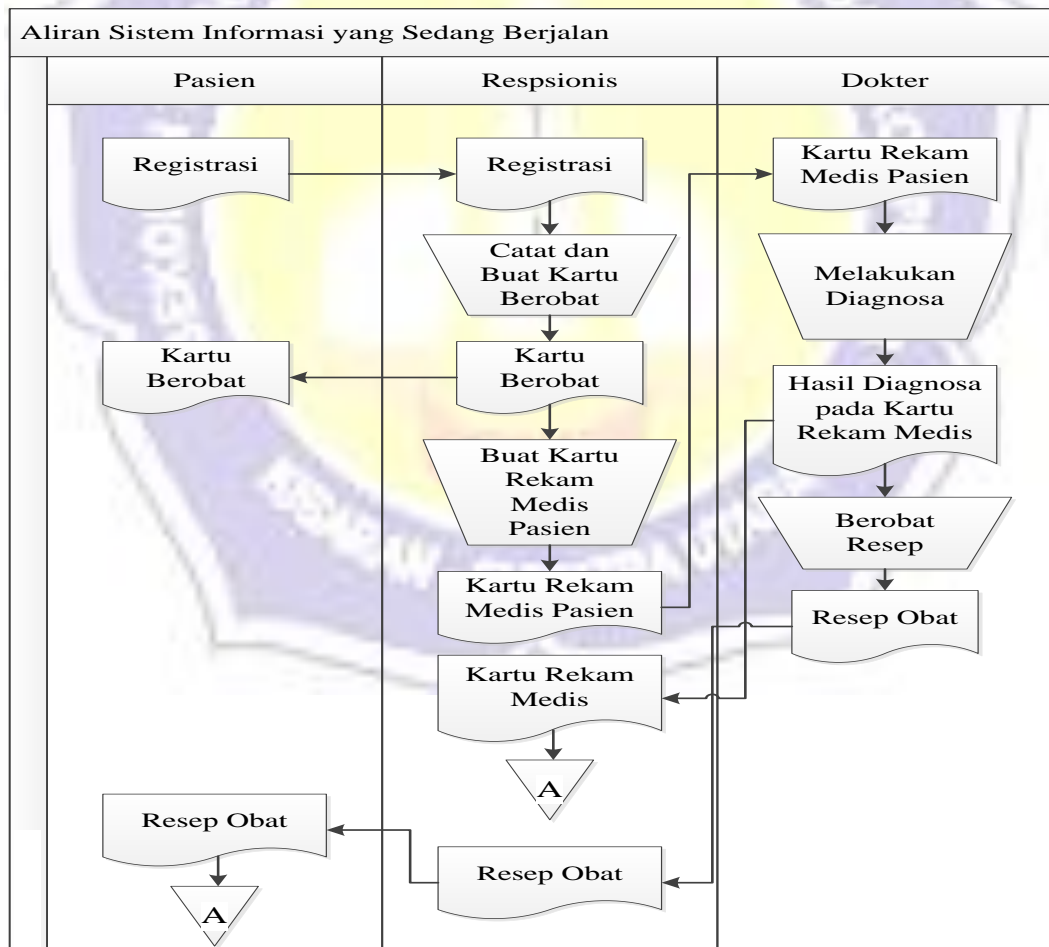 Aliran Sistem Informasi yang Sedang Berjalan
Pasien
Respsionis
Dokter
Registrasi
Registrasi
Kartu Rekam
Medis Pasien
Catat dan
Buat Kartu
Berobat
Melakukan
Diagnosa
Kartu
Berobat
Kartu
Berobat
Hasil Diagnosa
pada Kartu
Rekam Medis
Buat Kartu
Rekam
Medis
Pasien
Berobat
Resep
Kartu Rekam
Medis Pasien
Resep Obat
Kartu Rekam
Medis
A
Resep Obat
Resep Obat
A